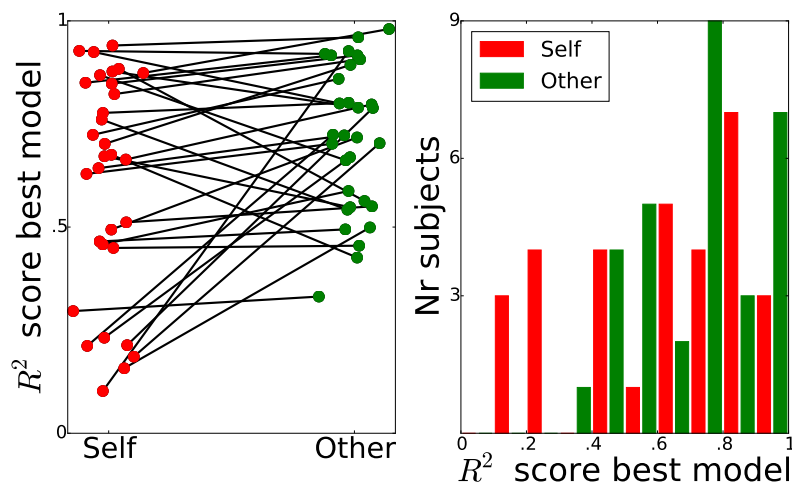 1
.5
0
R² score best model
Self
Other
9
6
3
Nr subjects
Self
Other
0 .2 .4 .6 .8 1
R² score best model